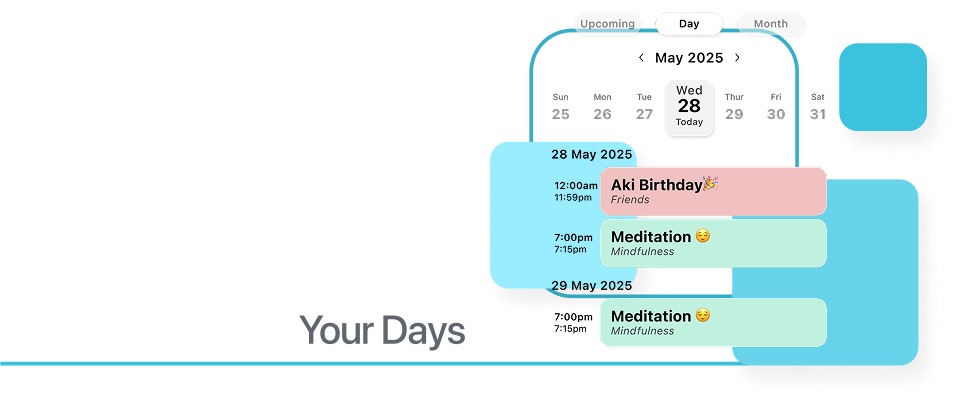 Upcoming Day Month
‹ May 2025 ›
Sun Mon Tue Wed Thur Fri Sat
25 26 27 28 29 30 31
Today
28 May 2025
12:00am Aki Birthday🎉
11:59pm Friends
7:00pm Meditation 😌
7:15pm Mindfulness
29 May 2025
7:00pm Meditation 😌
7:15pm Mindfulness
Your Days